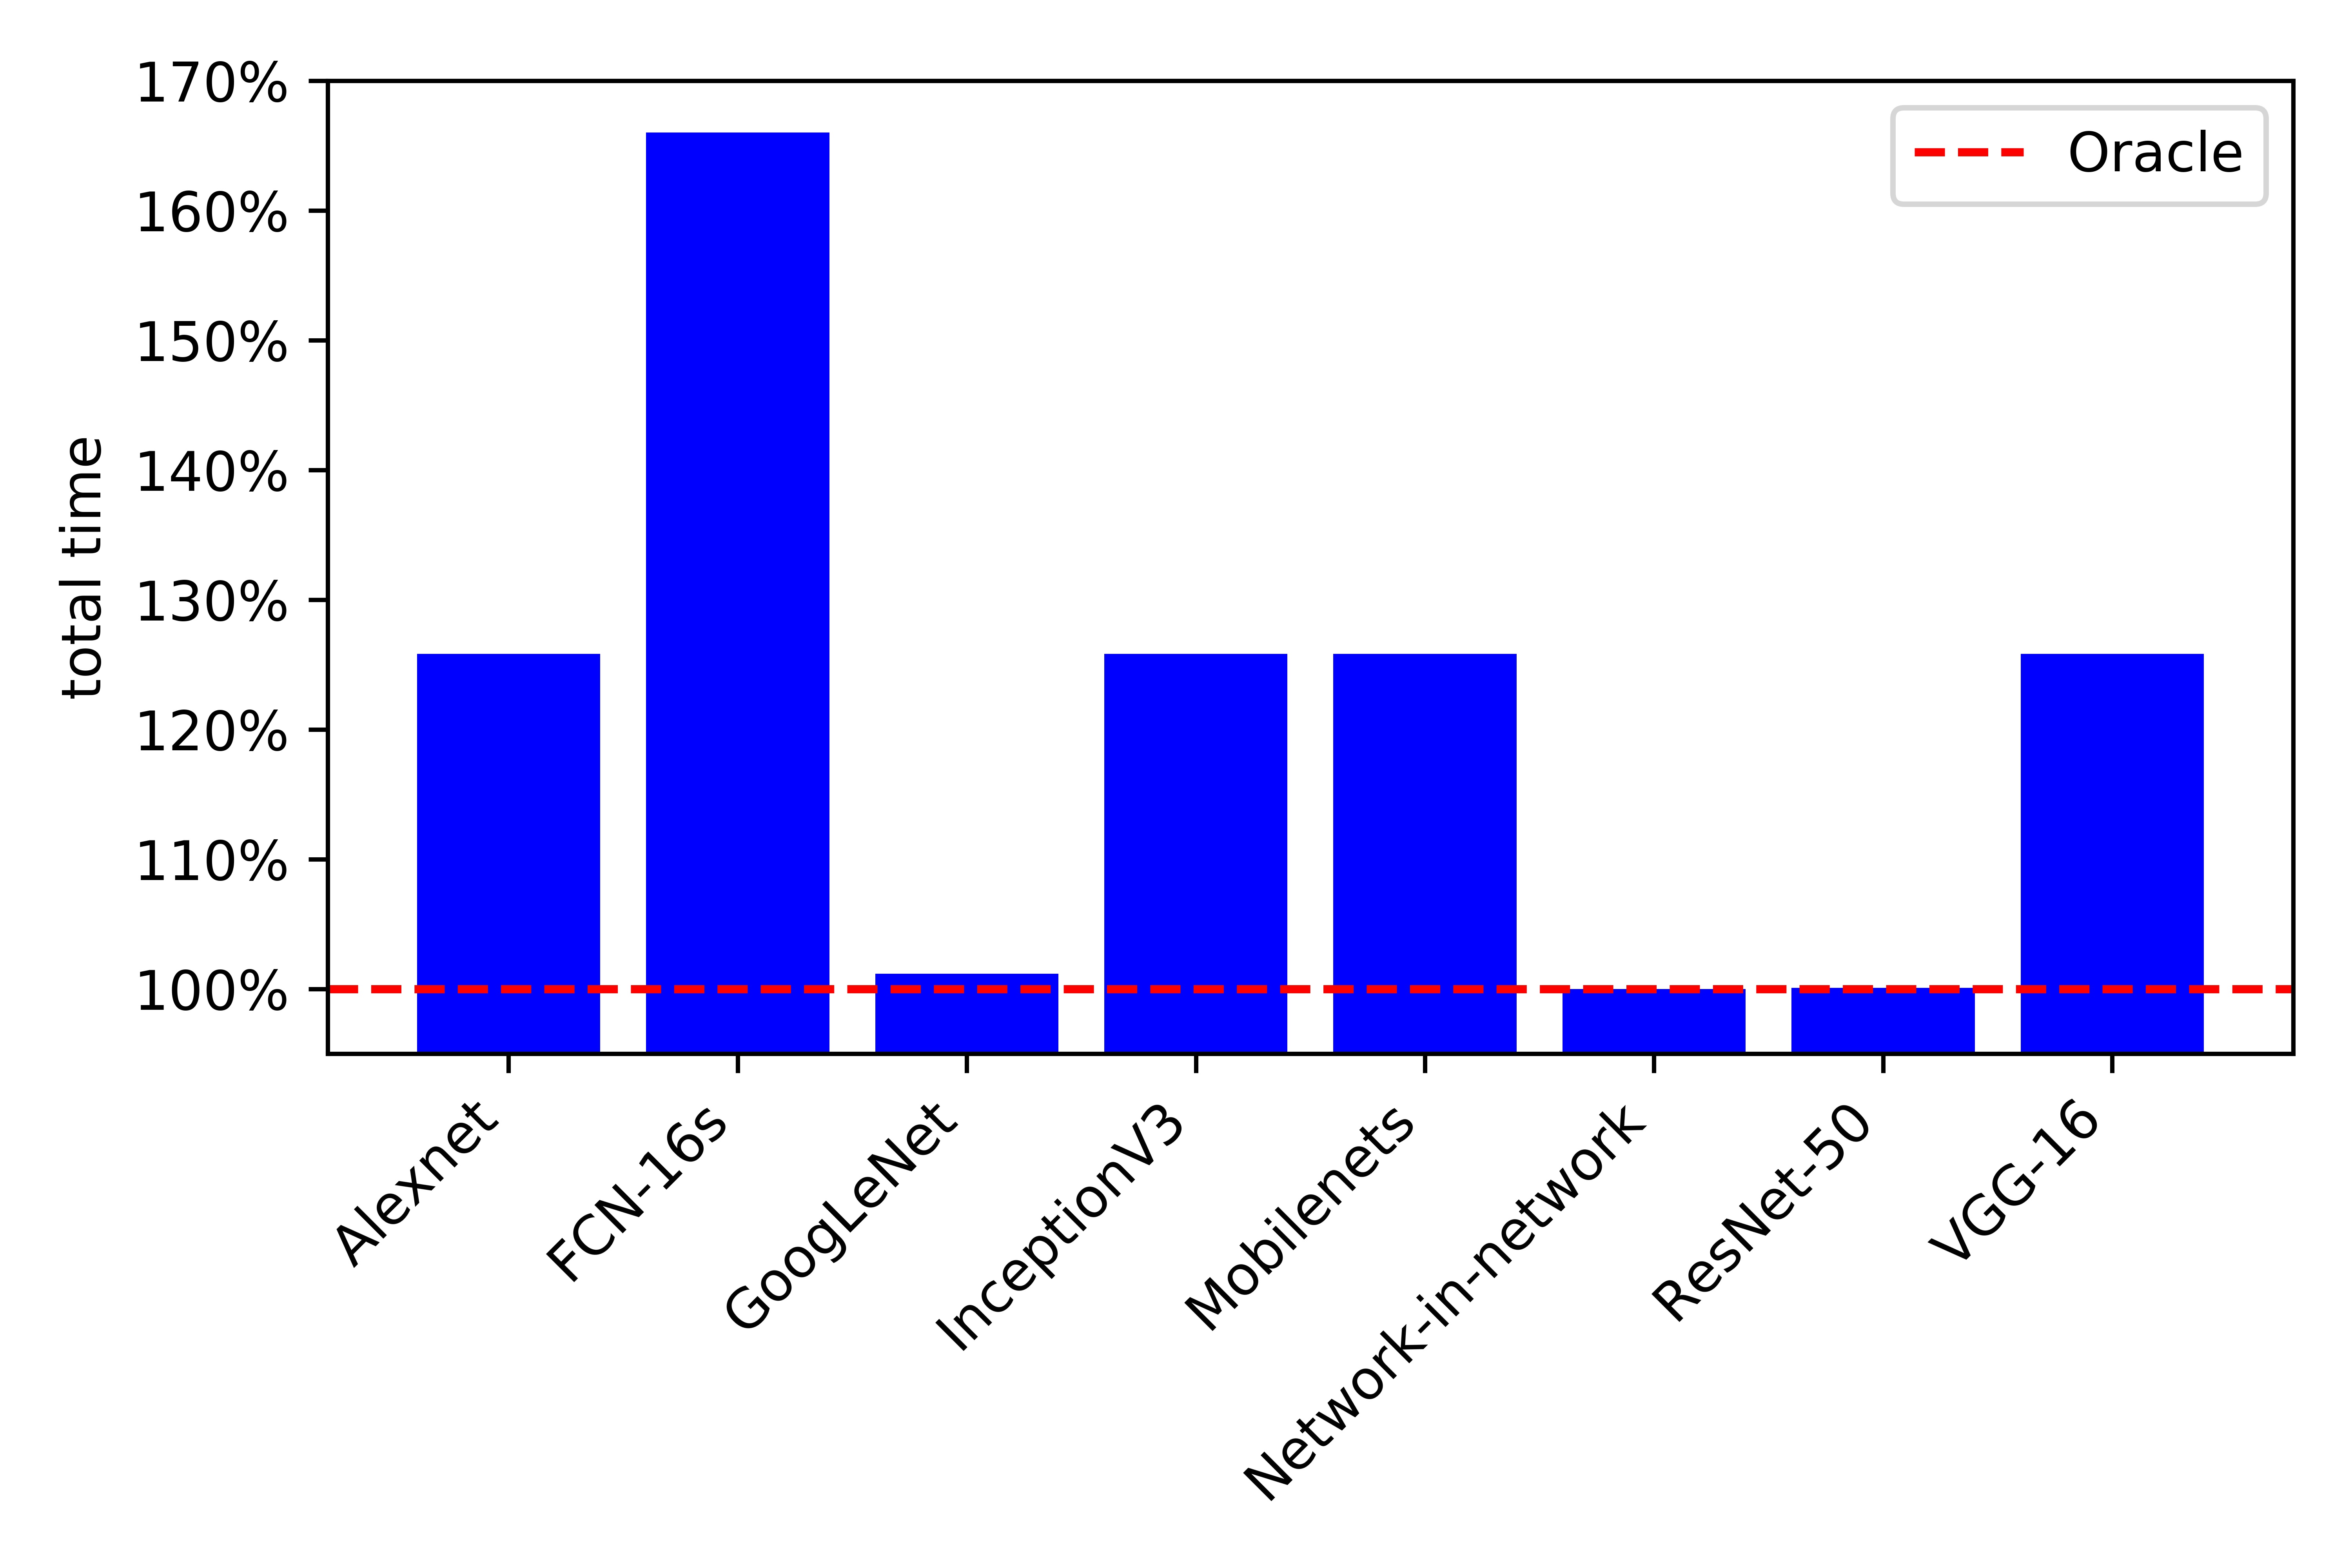 170%
160%
150%
140%
130%
120%
110%
100%
total time
Oracle
Alexnet
FCN-16s
GoogLeNet
InceptionV3
Mobilenets
Network-in-network
ResNet-50
VGG-16